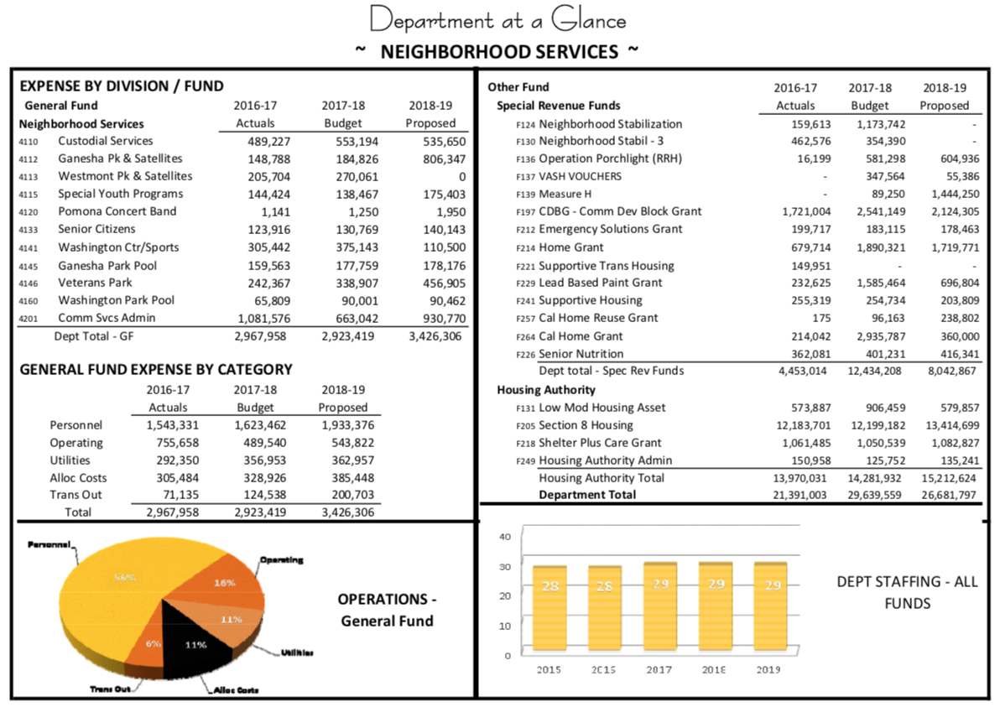 Department at a Glance
~ NEIGHBORHOOD SERVICES ~
EXPENSE BY DIVISION / FUND
General Fund 2016-17 2017-18 2018-19
Neighborhood Services Actuals Budget Proposed
4110 Custodial Services 489,227 553,194 535,650
4112 Ganesha Pk & Satellites 148,788 184,826 806,347
4113 Westmont Pk & Satellites 205,704 270,061 0
4115 Special Youth Programs 144,424 138,467 175,403
4120 Pomona Concert Band 1,141 1,250 1,950
4133 Senior Citizens 123,916 130,769 140,143
4141 Washington Ctr/Sports 305,442 375,143 110,500
4145 Ganesha Park Pool 159,563 177,759 178,176
4146 Veterans Park 242,367 338,907 456,905
4160 Washington Park Pool 65,809 90,001 90,462
4201 Comm Svcs Admin 1,081,576 663,042 930,770
Dept Total - GF 2,967,958 2,923,419 3,426,306
GENERAL FUND EXPENSE BY CATEGORY
2016-17 2017-18 2018-19
Actuals Budget Proposed
Personnel 1,543,331 1,623,462 1,933,376
Operating 755,658 489,540 543,822
Utilities 292,350 356,953 362,957
Alloc Costs 305,484 328,926 385,448
Trans Out 71,135 124,538 200,703
Total 2,967,958 2,923,419 3,426,306
Personnel
Operating
56%
16%
11%
6%
11%
Utilities
Trans Out
Alloc Costs
OPERATIONS -
General Fund
Other Fund 2016-17 2017-18 2018-19
Special Revenue Funds Actuals Budget Proposed
F124 Neighborhood Stabilization 159,613 1,173,742 -
F130 Neighborhood Stabil - 3 462,576 354,390 -
F136 Operation Porchlight (RRH) 16,199 581,298 604,936
F137 VASH VOUCHERS - 347,564 55,386
F139 Measure H - 89,250 1,444,250
F197 CDBG - Comm Dev Block Grant 1,721,004 2,541,149 2,124,305
F212 Emergency Solutions Grant 199,717 183,115 178,463
F214 Home Grant 679,714 1,890,321 1,719,771
F221 Supportive Trans Housing 149,951 - -
F229 Lead Based Paint Grant 232,625 1,585,464 696,804
F241 Supportive Housing 255,319 254,734 203,809
F257 Cal Home Reuse Grant 175 96,163 238,802
F264 Cal Home Grant 214,042 2,935,787 360,000
F226 Senior Nutrition 362,081 401,231 416,341
Dept total - Spec Rev Funds 4,453,014 12,434,208 8,042,867
Housing Authority
F131 Low Mod Housing Asset 573,887 906,459 579,857
F205 Section 8 Housing 12,183,701 12,199,182 13,414,699
F218 Shelter Plus Care Grant 1,061,485 1,050,539 1,082,827
F249 Housing Authority Admin 150,958 125,752 135,241
Housing Authority Total 13,970,031 14,281,932 15,212,624
Department Total 21,391,003 29,639,559 26,681,797
40
30
20
10
0
28 28 29 29 29
2015 2017 2018 2019
DEPT STAFFING - ALL
FUNDS